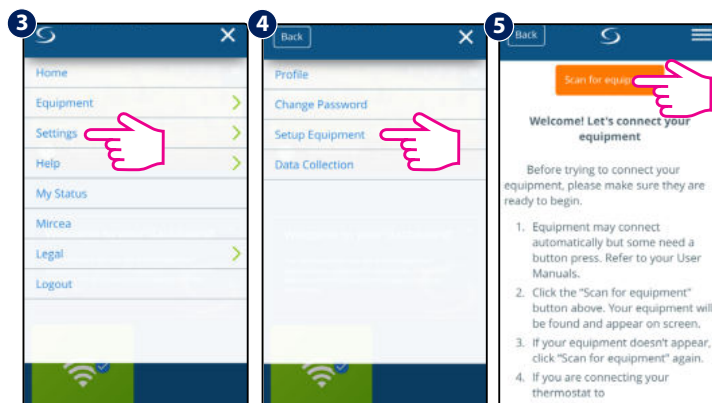 3
Home
Equipment
Settings
Help
My Status
Mircea
Legal
Logout
4
Back
Profile
Change Password
Setup Equipment
Data Collection
5
Back
Scan for
Welcome! Let's connect your
equipment
Before trying to connect your
equipment, please make sure they are
ready to begin.
1. Equipment may connect
automatically but some need a
button press. Refer to your User
Manuals.
2. Click the "Scan for equipment"
button above. Your equipment will
be found and appear on screen.
3. If your equipment doesn't appear,
click "Scan for equipment" again.
4. If you are connecting your
thermostat to